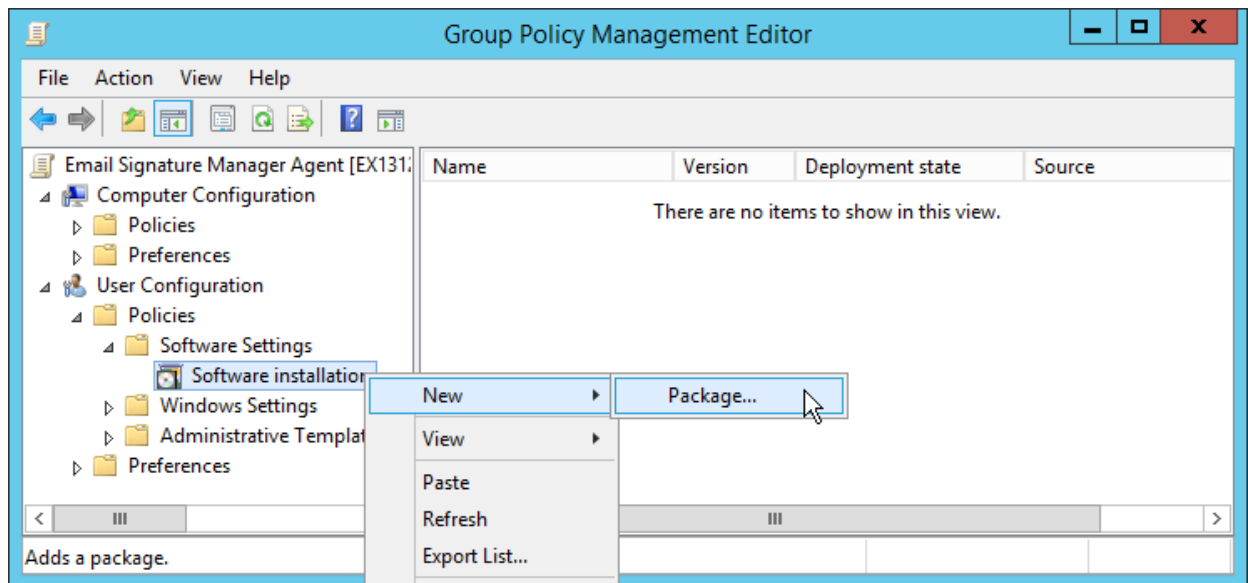 Group Policy Management Editor
File Action View Help
Email Signature Manager Agent [EX1312
Name Version Deployment state Source
Computer Configuration
There are no items to show in this view.
Policies
Preferences
User Configuration
Policies
Software Settings
Software installation
New Package...
Windows Settings
Administrative Templat
View
Preferences
Paste
Refresh
Export List...
Adds a package.